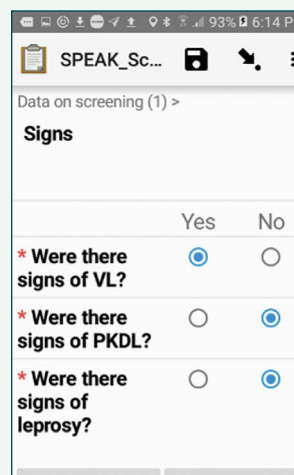 93% 6:14 P
SPEAK_Sc...
Data on screening (1) >
Signs
Yes No
* Were there
signs of VL?
* Were there
signs of PKDL?
* Were there
signs of
leprosy?